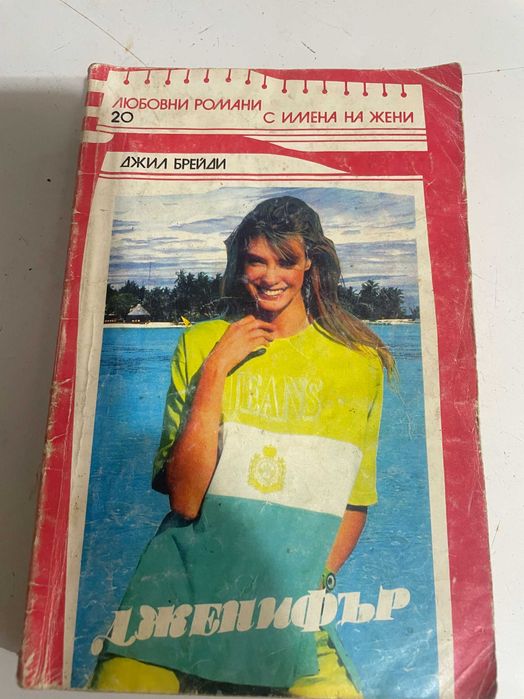 ЛЮБОВНИ РОМАНИ
20 С ИМЕНА НА ЖЕНИ
ДЖИЛ БРЕЙДИ
JEANS
ДЖЕНИФЪР